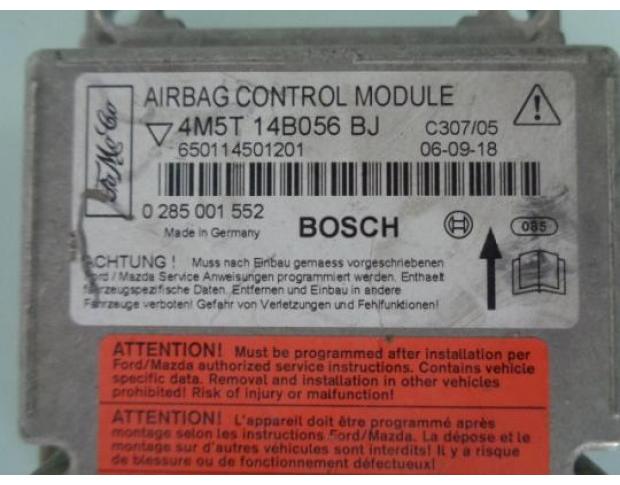 FoMoCo
AIRBAG CONTROL MODULE
4M5T 14B056 BJ C307/05
650114501201 06-09-18
0 285 001 552
Made in Germany BOSCH 085
ACHTUNG ! Muss nach Einbau gemaess vorgeschriebenen
Ford / Mazda Service Anweisungen programmiert werden. Enthaelt
fahrzeugspezifische Daten. Entfernen und Einbau in andere
Fahrzeuge verboten! Gefahr von Verletzungen und Fehlfunktionen!
ATTENTION! Must be programmed after installation per
Ford/Mazda authorized service instructions. Contains vehicle
specific data. Removal and installation in other vehicles
prohibited! Risk of injury or malfunction!
ATTENTION! L'appareil doit être programmé après
montage selon les instructions Ford/Mazda. La dépose et le
montage sur d'autres véhicules sont interdits! Il y a risque
de blessure ou de fonctionnement défectueux!